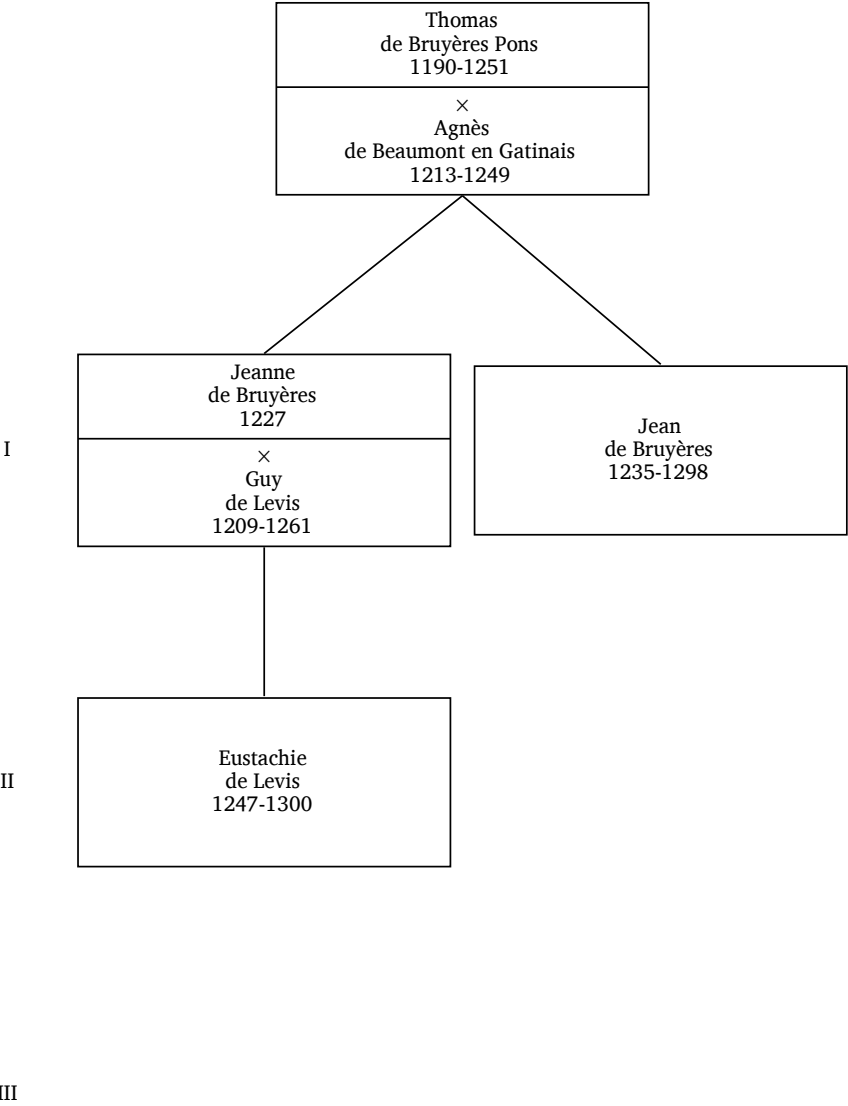 Thomas
de Bruyères Pons
1190-1251
×
Agnès
de Beaumont en Gatinais
1213-1249
Jeanne
de Bruyères
1227
×
Guy
de Levis
1209-1261
Jean
de Bruyères
1235-1298
I
Eustachie
de Levis
1247-1300
II
III